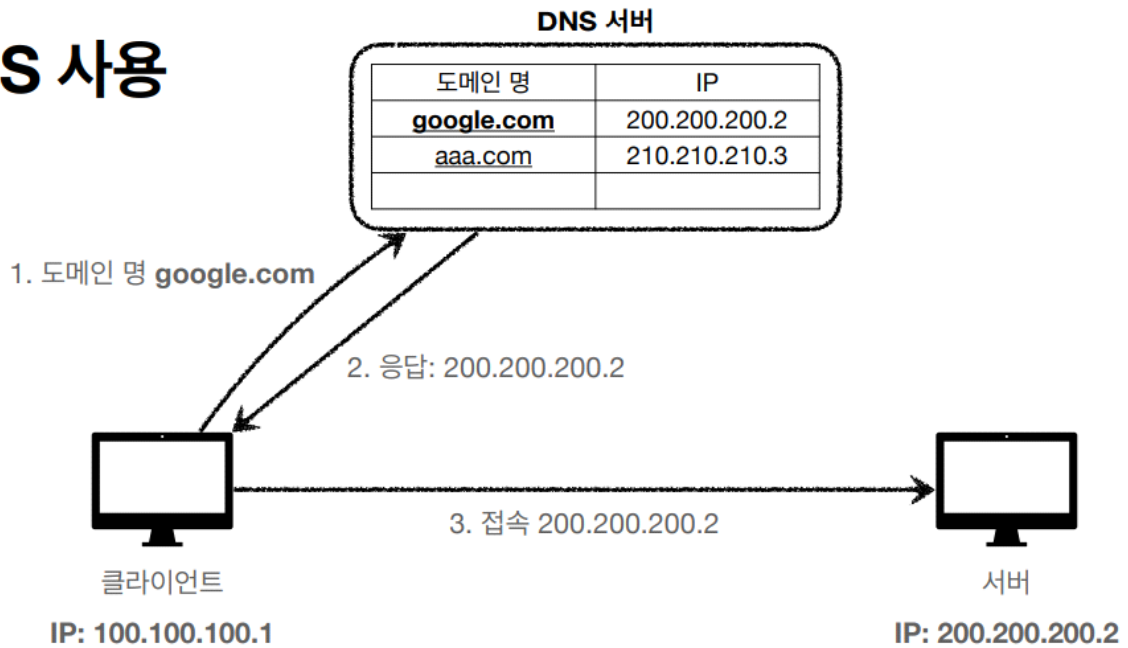 DNS 서버
S 사용
도메인 명 IP
google.com 200.200.200.2
aaa.com 210.210.210.3
1. 도메인 명 google.com
2. 응답: 200.200.200.2
3. 접속 200.200.200.2
클라이언트
서버
IP: 100.100.100.1
IP: 200.200.200.2